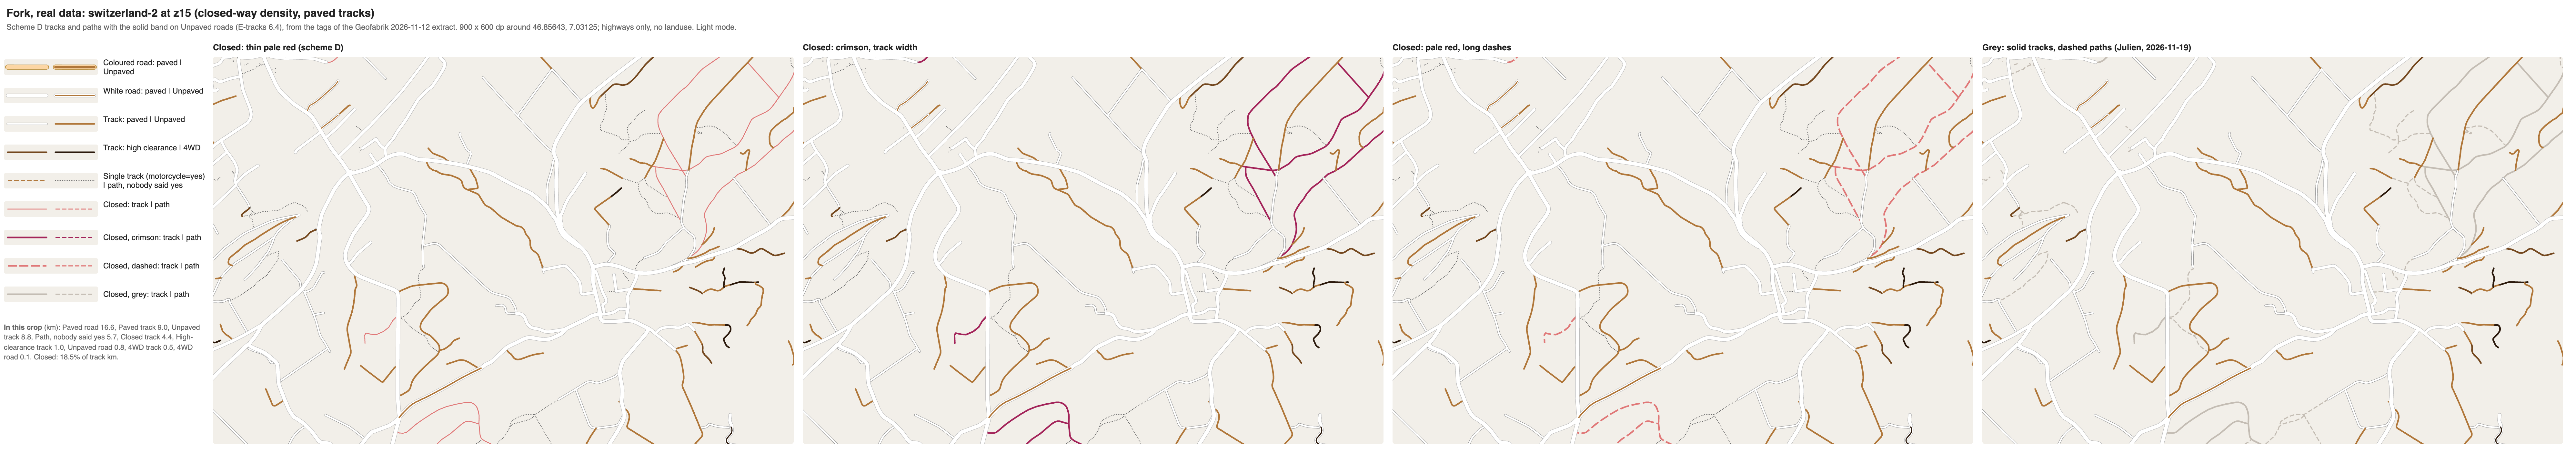 Fork, real data: switzerland-2 at z15 (closed-way density, paved tracks)
Scheme D tracks and paths with the solid band on Unpaved roads (E-tracks 6.4), from the tags of the Geofabrik 2026-11-12 extract. 900 x 600 dp around 46.85643, 7.03125; highways only, no landuse. Light mode.
Coloured road: paved |
Unpaved
White road: paved | Unpaved
Track: paved | Unpaved
Track: high clearance | 4WD
Single track (motorcycle=yes)
| path, nobody said yes
Closed: track | path
Closed, crimson: track | path
Closed, dashed: track | path
Closed, grey: track | path
In this crop (km): Paved road 16.6, Paved track 9.0, Unpaved
track 8.8, Path, nobody said yes 5.7, Closed track 4.4, High-
clearance track 1.0, Unpaved road 0.8, 4WD track 0.5, 4WD
road 0.1. Closed: 18.5% of track km.
Closed: thin pale red (scheme D)
Closed: crimson, track width
Closed: pale red, long dashes
Grey: solid tracks, dashed paths (Julien, 2026-11-19)